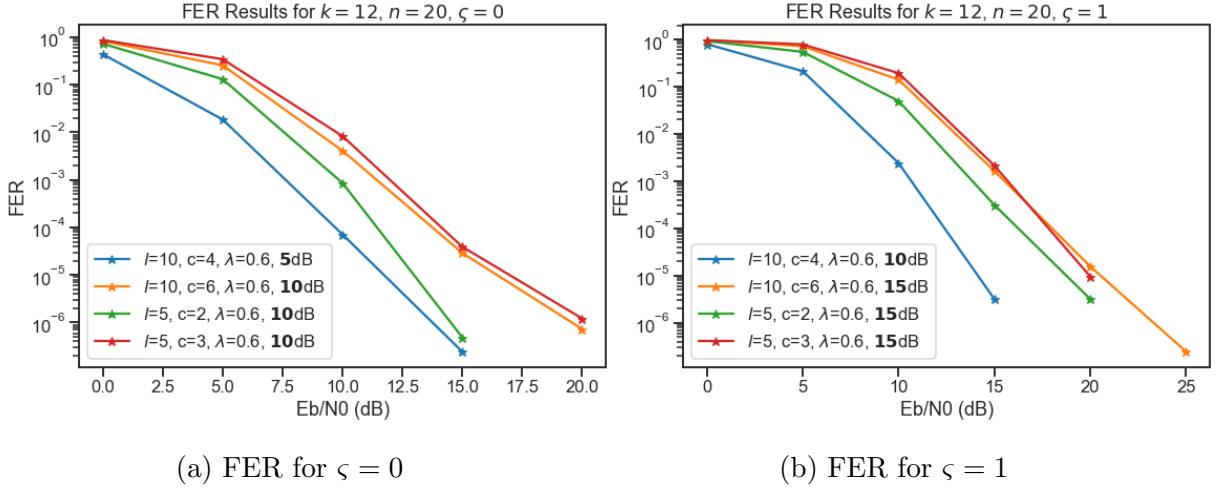 FER Results for k = 12, n = 20, ς = 0
FER
10⁰
10⁻¹
10⁻²
10⁻³
10⁻⁴
10⁻⁵
10⁻⁶
l=10, c=4, λ=0.6, 5dB
l=10, c=6, λ=0.6, 10dB
l=5, c=2, λ=0.6, 10dB
l=5, c=3, λ=0.6, 10dB
0.0 2.5 5.0 7.5 10.0 12.5 15.0 17.5 20.0
Eb/N0 (dB)
(a) FER for ς = 0
FER Results for k = 12, n = 20, ς = 1
FER
10⁰
10⁻¹
10⁻²
10⁻³
10⁻⁴
10⁻⁵
10⁻⁶
l=10, c=4, λ=0.6, 10dB
l=10, c=6, λ=0.6, 15dB
l=5, c=2, λ=0.6, 15dB
l=5, c=3, λ=0.6, 15dB
0 5 10 15 20 25
Eb/N0 (dB)
(b) FER for ς = 1